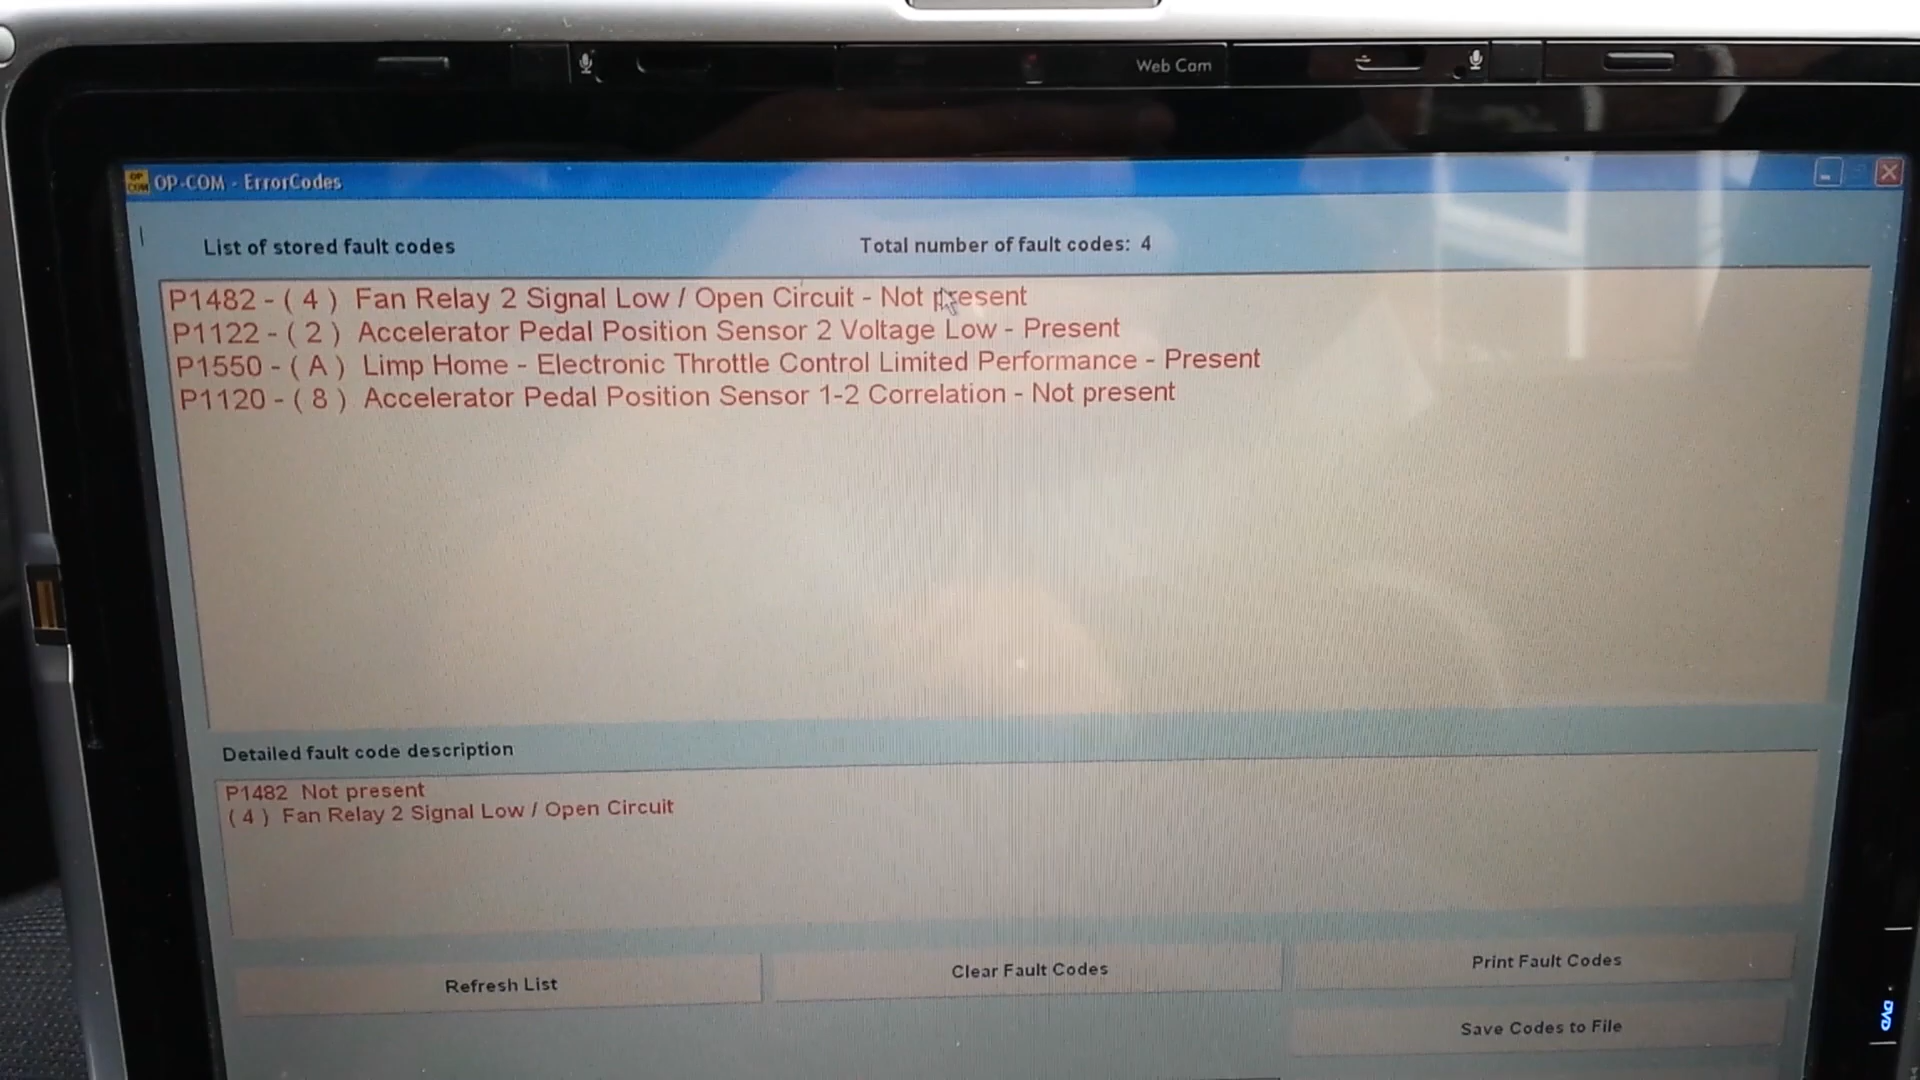 Web Cam
OP COM OP-COM - ErrorCodes
List of stored fault codes
Total number of fault codes: 4
P1482 - ( 4 ) Fan Relay 2 Signal Low / Open Circuit - Not present
P1122 - ( 2 ) Accelerator Pedal Position Sensor 2 Voltage Low - Present
P1550 - ( A ) Limp Home - Electronic Throttle Control Limited Performance - Present
P1120 - ( 8 ) Accelerator Pedal Position Sensor 1-2 Correlation - Not present
Detailed fault code description
P1482 Not present
( 4 ) Fan Relay 2 Signal Low / Open Circuit
Refresh List
Clear Fault Codes
Print Fault Codes
Save Codes to File
DVD